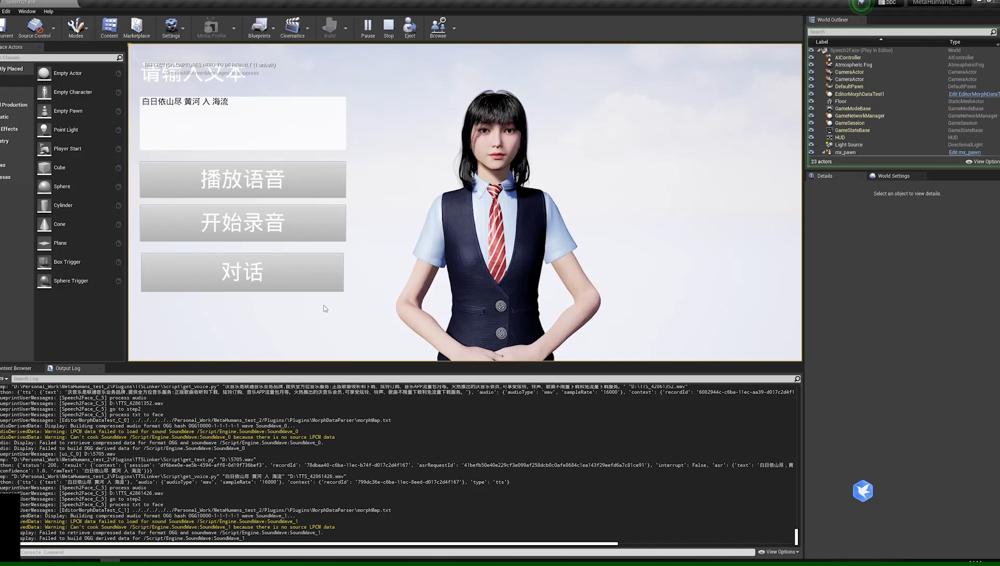 Speech2Face
DDC
MetaHumans_test
Edit
Window
Help
Source Control
Modes
Content
Marketplace
Settings
Media Profile
Blueprints
Cinematics
Build
Pause
Stop
Eject
Browse
World Outliner
Search...
Label
Type
Speech2Face (Play In Editor)
World
AIController
AIController
Atmospheric Fog
AtmosphericFog
CameraActor
CameraActor
CameraActor
CameraActor
DefaultPawn
DefaultPawn
EditorMorphDataTest1
Edit EditorMorphDataT
Floor
StaticMeshActor
GameModeBase
GameModeBase
GameNetworkManager
GameNetworkManager
GameSession
GameSession
GameStateBase
GameStateBase
HUD
HUD
Light Source
DirectionalLight
mx_pawn
Edit mx_pawn
23 actors
View Option
Details
World Settings
Select an object to view details.
ace Actors
Classes
tly Placed
d Production
atic
Effects
etry
es
sses
Empty Actor
Empty Character
Empty Pawn
Point Light
Player Start
Cube
Sphere
Cylinder
Cone
Plane
Box Trigger
Sphere Trigger
REFLECTION CAPTURES NEED TO BE REBUILT (1 unbuilt)
请输入文本
'DisableAllScreenMessages' to suppress
白日依山尽 黄河 入 海流
播放语音
开始录音
对话
ontent Browser
Output Log
Search Log
mp: "D:\Personal_Work\MetaHumans_test_2\Plugins\TTSLinker\Script\get_voice.py" "沃音乐是联通音乐业务品牌,提供全方位音乐服务:正版歌曲收听和下载、炫铃订购、音乐APP流量包月等。火热推出的沃音乐会员,可享受炫铃、铃声、歌曲不限量下载和免流量下载服务。" "D:\TTS_42861352.wav"
thon: {'tts': {'text': '沃音乐是联通音乐业务品牌,提供全方位音乐服务:正版歌曲收听和下载、炫铃订购、音乐APP流量包月等。火热推出的沃音乐会员,可享受炫铃、铃声、歌曲不限量下载和免流量下载服务。'}, 'audio': {'audioType': 'wav', 'sampleRate': '16000'}, 'context': {'recordId': '6082944c-c6ba-11ec-aa39-d017c2d4f1
ueprintUserMessages: [Speech2Face_C_5] process audio
ueprintUserMessages: [Speech2Face_C_5] D:\TTS_42861352.wav
ueprintUserMessages: [Speech2Face_C_5] go to step2
ueprintUserMessages: [Speech2Face_C_5] process txt to face
ueprintUserMessages: [EditorMorphDataTest_C_0] ../../../../../Personal_Work/MetaHumans_test_2/Plugins/\Plugins\MorphDataParser\morphMap.txt
dioDerivedData: Display: Building compressed audio format OGG hash OGG10000-1-1-1-1-1 wave SoundWave_0...
dioDerivedData: Warning: LPCM data failed to load for sound SoundWave /Script/Engine.SoundWave:SoundWave_0
dioDerivedData: Warning: Can't cook SoundWave /Script/Engine.SoundWave:SoundWave_0 because there is no source LPCM data
dio: Display: Failed to retrieve compressed data for format OGG and soundwave /Script/Engine.SoundWave:SoundWave_0.
dio: Display: Failed to build OGG derived data for /Script/Engine.SoundWave:SoundWave_0
ueprintUserMessages: [ui_C_0] D:\5705.wav
mp: "D:\Personal_Work\MetaHumans_test_2\Plugins\TTSLinker\Script\get_text.py" "D:\5705.wav"
thon: {'status': 200, 'result': {'context': {'session': 'df6bee0e-ae5b-4594-aff8-0d19f736bef3', 'recordId': '78dbaa40-c6ba-11ec-b74f-d017c2d4f167', 'asrRequestId': '41befb50e40e229cf3e099af258dcb0c0afe8684c1ea143f29eefd6a7c81ce91'}, 'interrupt': False, 'asr': {'text': '白日依山尽,黄
confidence': 1.0, 'rawText': '白日依山尽 黄河 入 海流'}}}
mp: "D:\Personal_Work\MetaHumans_test_2\Plugins\TTSLinker\Script\get_voice.py" "白日依山尽 黄河 入 海流" "D:\TTS_42861426.wav"
thon: {'tts': {'text': '白日依山尽 黄河 入 海流'}, 'audio': {'audioType': 'wav', 'sampleRate': '16000'}, 'context': {'recordId': '799dc36e-c6ba-11ec-8eed-d017c2d4f167'}, 'type': 'tts'}
ueprintUserMessages: [Speech2Face_C_5] process audio
UserMessages: [Speech2Face_C_5] D:\TTS_42861426.wav
UserMessages: [Speech2Face_C_5] go to step2
UserMessages: [Speech2Face_C_5] process txt to face
UserMessages: [EditorMorphDataTest_C_1] ../../../../../Personal_Work/MetaHumans_test_2/Plugins/\Plugins\MorphDataParser\morphMap.txt
vedData: Display: Building compressed audio format OGG hash OGG10000-1-1-1-1-1 wave SoundWave_1...
vedData: Warning: LPCM data failed to load for sound SoundWave /Script/Engine.SoundWave:SoundWave_1
vedData: Warning: Can't cook SoundWave /Script/Engine.SoundWave:SoundWave_1 because there is no source LPCM data
splay: Failed to retrieve compressed data for format OGG and soundwave /Script/Engine.SoundWave:SoundWave_1.
splay: Failed to build OGG derived data for /Script/Engine.SoundWave:SoundWave_1
Console Command
View Options